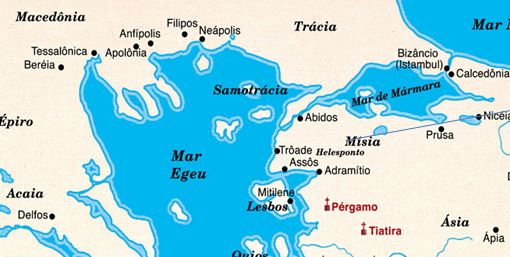 Macedônia
Filipos
Trácia
Mar N
Anfípolis
Neápolis
Tessalônica
Apolônia
Beréia
Bizâncio
(Istambul)
Calcedônia
Samotrácia
Mar de Mármara
Épiro
Abidos
Nicéi
Mísia
Prusa
Mar
Egeu
Trôade
Helesponto
Assôs
Adramítio
Acaia
Mitilene
Lesbos
Pérgamo
Delfos
Tiatira
Ásia
Ápia
Quios